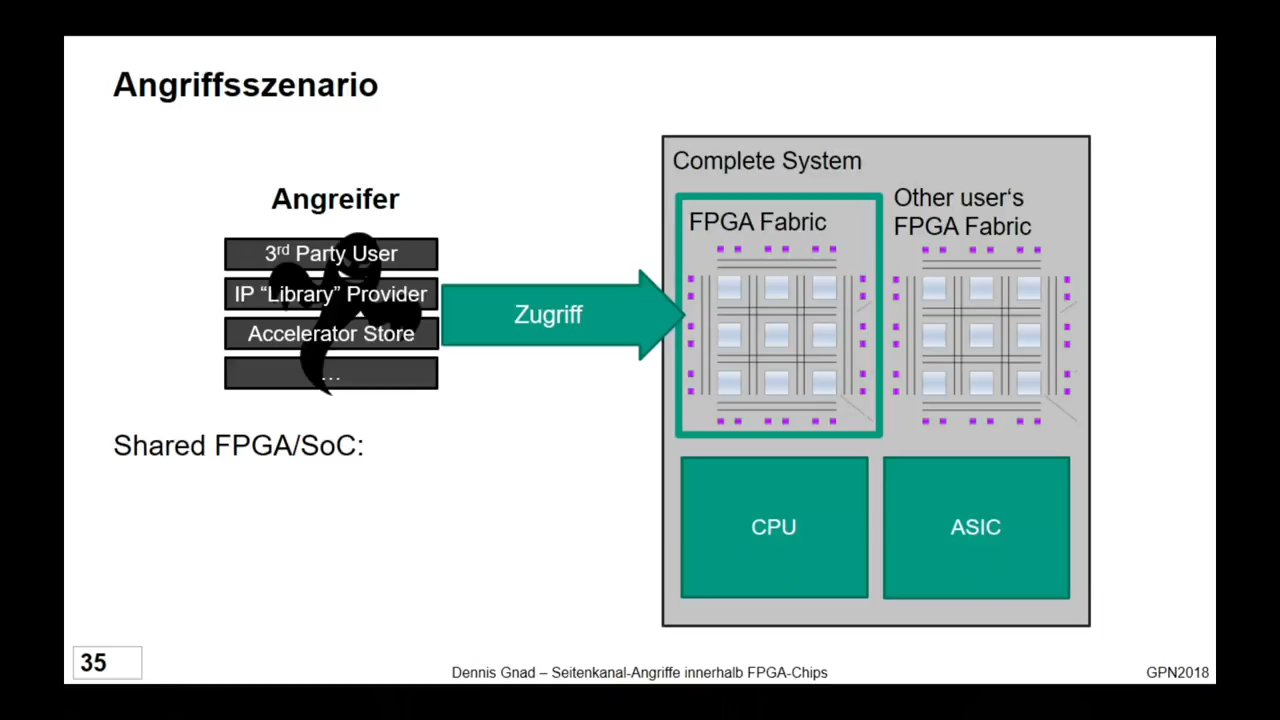 Angriffsszenario
Angreifer
3rd Party User
IP “Library” Provider
Accelerator Store
...
Zugriff
Shared FPGA/SoC:
Complete System
FPGA Fabric
Other user‘s
FPGA Fabric
CPU
ASIC
35
Dennis Gnad – Seitenkanal-Angriffe innerhalb FPGA-Chips
GPN2018